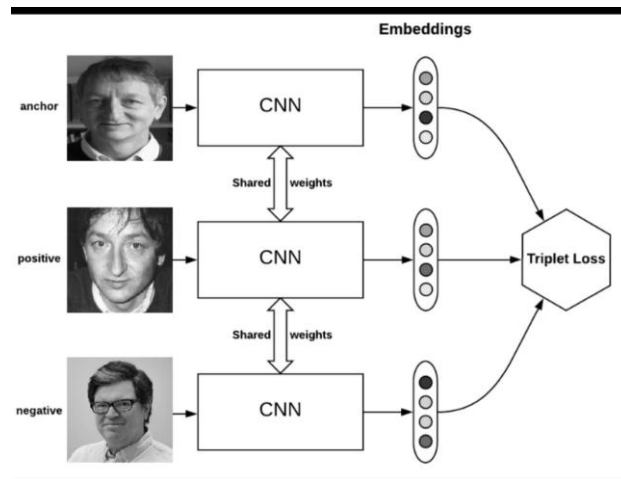 Embeddings
anchor
CNN
Shared weights
positive
CNN
Triplet Loss
Shared weights
negative
CNN